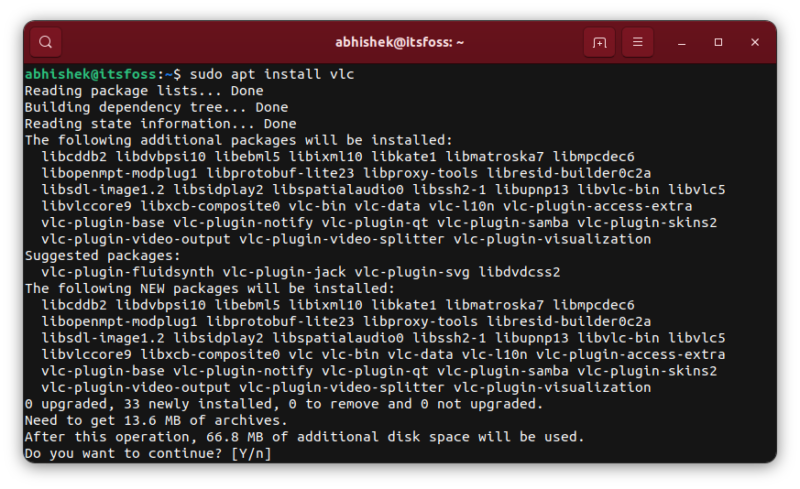 abhishek@itsfoss: ~
abhishek@itsfoss:~$ sudo apt install vlc
Reading package lists... Done
Building dependency tree... Done
Reading state information... Done
The following additional packages will be installed:
  libcddb2 libdvbpsi10 libebml5 libixml10 libkate1 libmatroska7 libmpcdec6
  libopenmpt-modplug1 libprotobuf-lite23 libproxy-tools libresid-builder0c2a
  libsdl-image1.2 libsidplay2 libspatialaudio0 libssh2-1 libupnp13 libvlc-bin libvlc5
  libvlccore9 libxcb-composite0 vlc-bin vlc-data vlc-l10n vlc-plugin-access-extra
  vlc-plugin-base vlc-plugin-notify vlc-plugin-qt vlc-plugin-samba vlc-plugin-skins2
  vlc-plugin-video-output vlc-plugin-video-splitter vlc-plugin-visualization
Suggested packages:
  vlc-plugin-fluidsynth vlc-plugin-jack vlc-plugin-svg libdvdcss2
The following NEW packages will be installed:
  libcddb2 libdvbpsi10 libebml5 libixml10 libkate1 libmatroska7 libmpcdec6
  libopenmpt-modplug1 libprotobuf-lite23 libproxy-tools libresid-builder0c2a
  libsdl-image1.2 libsidplay2 libspatialaudio0 libssh2-1 libupnp13 libvlc-bin libvlc5
  libvlccore9 libxcb-composite0 vlc vlc-bin vlc-data vlc-l10n vlc-plugin-access-extra
  vlc-plugin-base vlc-plugin-notify vlc-plugin-qt vlc-plugin-samba vlc-plugin-skins2
  vlc-plugin-video-output vlc-plugin-video-splitter vlc-plugin-visualization
0 upgraded, 33 newly installed, 0 to remove and 0 not upgraded.
Need to get 13.6 MB of archives.
After this operation, 66.8 MB of additional disk space will be used.
Do you want to continue? [Y/n]